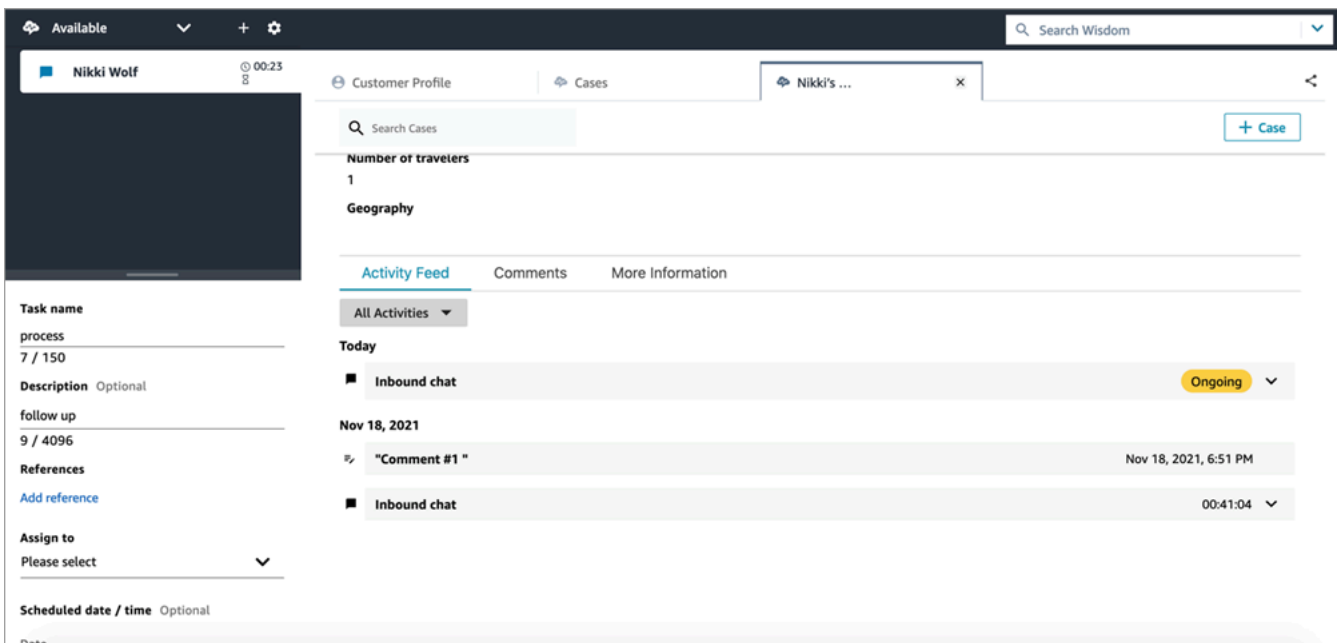 Available
+
Search Wisdom
Nikki Wolf
00:23
Customer Profile
Cases
Nikki's ...
Search Cases
+ Case
Number of travelers
1
Geography
Activity Feed
Comments
More Information
All Activities
Today
Inbound chat
Ongoing
Nov 18, 2021
"Comment #1 "
Nov 18, 2021, 6:51 PM
Inbound chat
00:41:04
Task name
process
7 / 150
Description Optional
follow up
9 / 4096
References
Add reference
Assign to
Please select
Scheduled date / time Optional